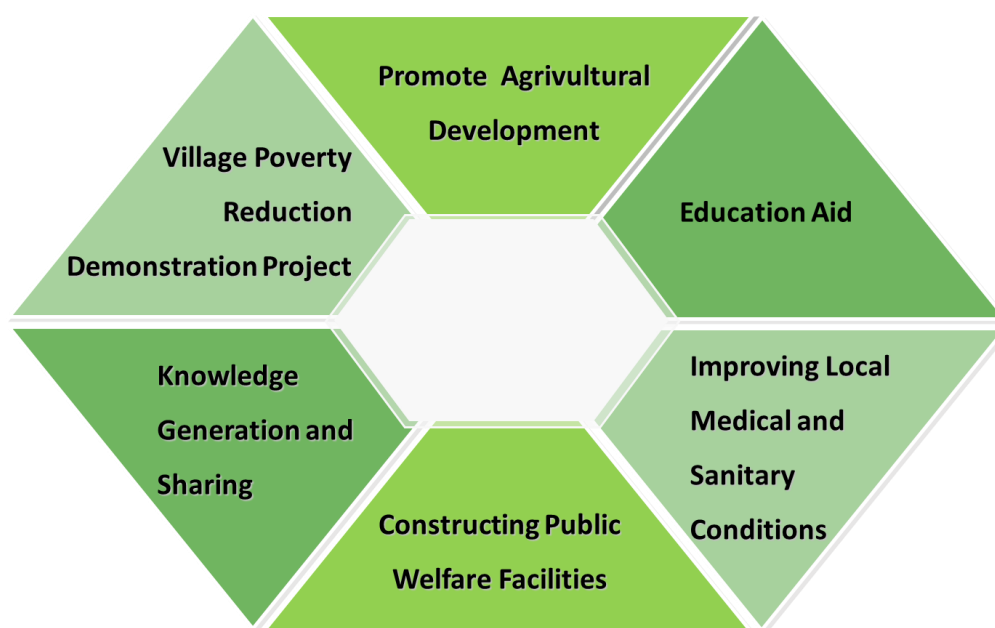 Promote Agrivultural
Development
Village Poverty
Reduction
Demonstration Project
Education Aid
Knowledge
Generation and
Sharing
Improving Local
Medical and
Sanitary
Conditions
Constructing Public
Welfare Facilities